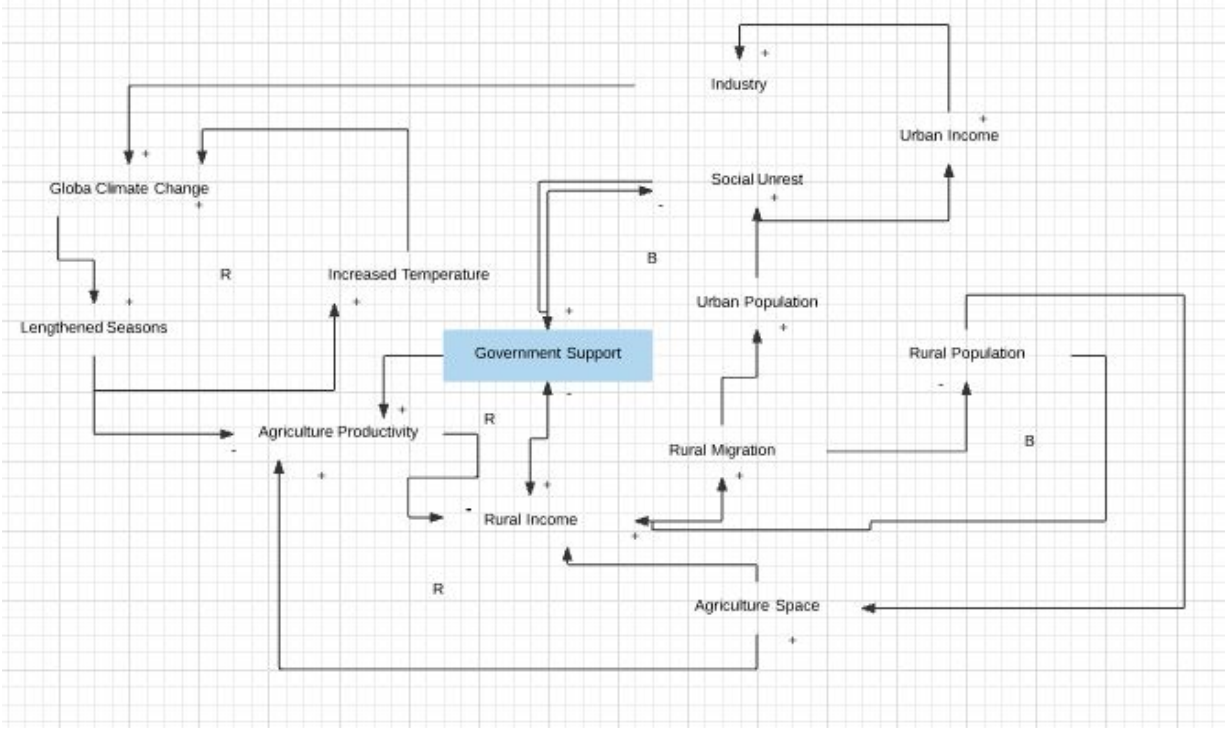 +
Industry
+
Urban Income
+
Globa Climate Change
+
Social Unrest
+
-
B
R
Increased Temperature
+
+
Lengthened Seasons
Urban Population
+
+
Government Support
Rural Population
-
-
+
R
Agriculture Productivity
-
+
B
Rural Migration
+
+
-
Rural Income
+
R
Agriculture Space
+